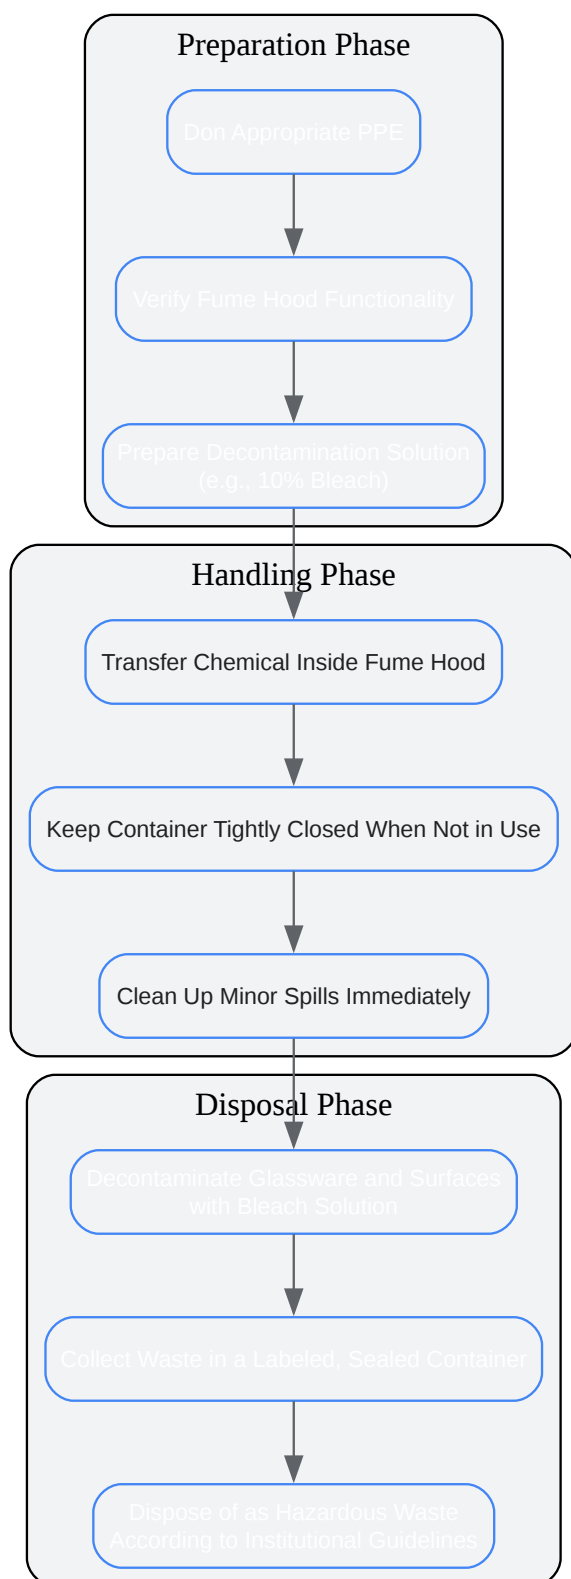 Preparation Phase
Don Appropriate PPE
Verify Fume Hood Functionality
Prepare Decontamination Solution
(e.g., 10% Bleach)
Handling Phase
Transfer Chemical Inside Fume Hood
Keep Container Tightly Closed When Not in Use
Clean Up Minor Spills Immediately
Disposal Phase
Decontaminate Glassware and Surfaces
with Bleach Solution
Collect Waste in a Labeled, Sealed Container
Dispose of as Hazardous Waste
According to Institutional Guidelines